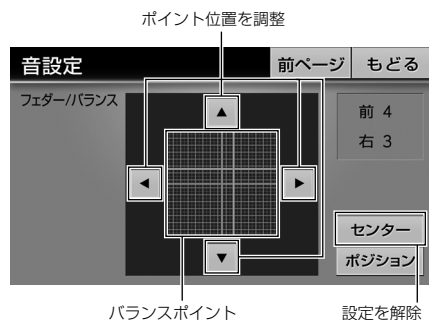 ポイント位置を調整
音設定
前ページ
もどる
フェダー/バランス
前 4
右 3
センター
ポジション
バランスポイント
設定を解除